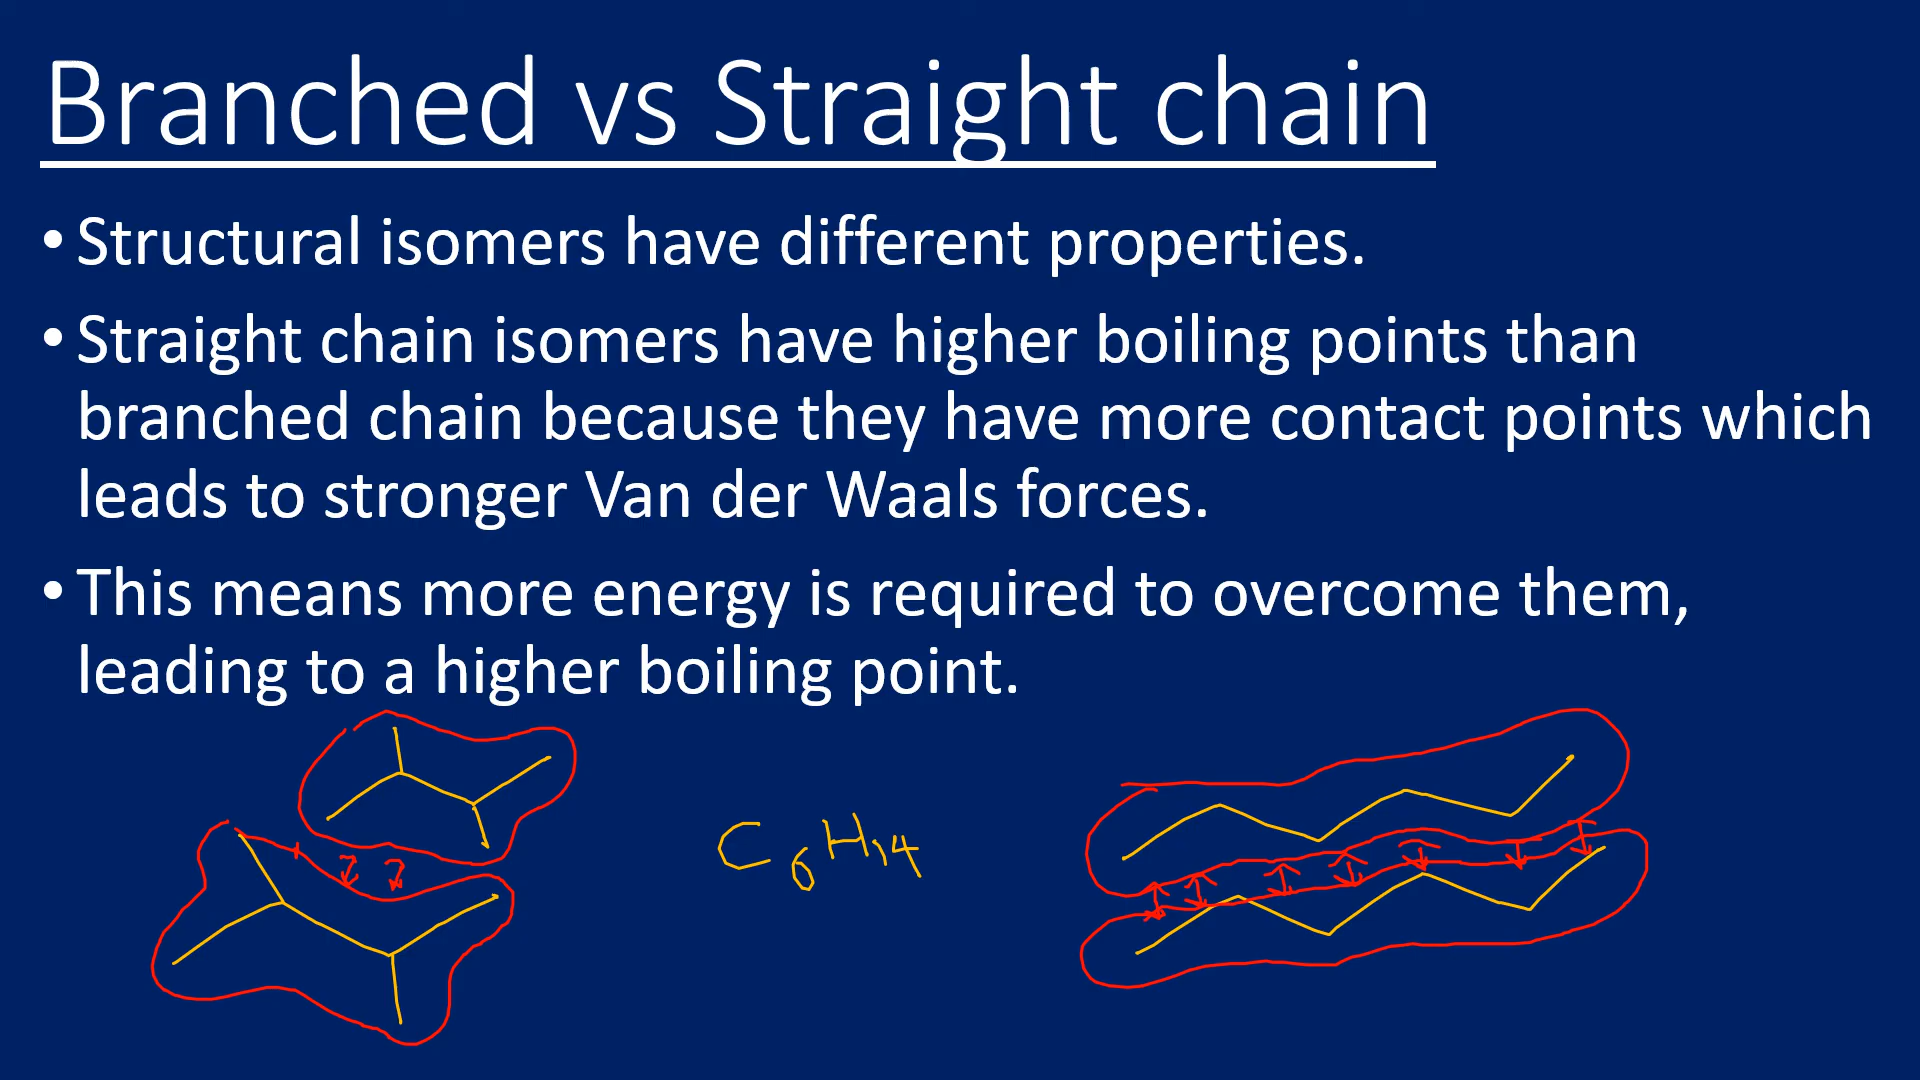 Branched vs Straight chain
• Structural isomers have different properties.
• Straight chain isomers have higher boiling points than
branched chain because they have more contact points which
leads to stronger Van der Waals forces.
• This means more energy is required to overcome them,
leading to a higher boiling point.
C₆H₁₄